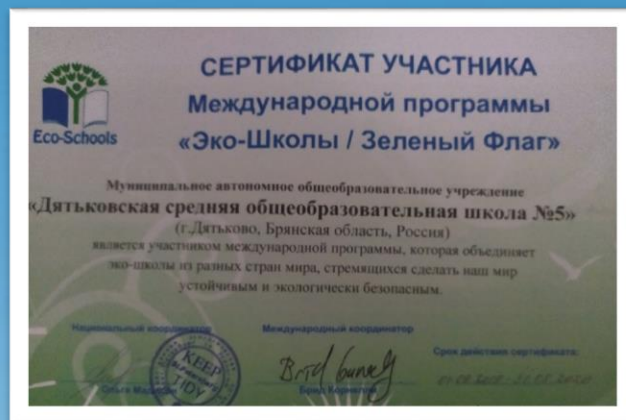 Eco-Schools
СЕРТИФИКАТ УЧАСТНИКА
Международной программы
«Эко-Школы / Зеленый Флаг»
Муниципальное автономное общеобразовательное учреждение
«Дятьковская средняя общеобразовательная школа №5»
(г.Дятьково, Брянская область, Россия)
является участником международной программы, которая объединяет
эко-школы из разных стран мира, стремящихся сделать наш мир
устойчивым и экологически безопасным.
Национальный координатор
Международный координатор
Срок действия сертификата:
KEEP
TIDY
Ольга
Брид